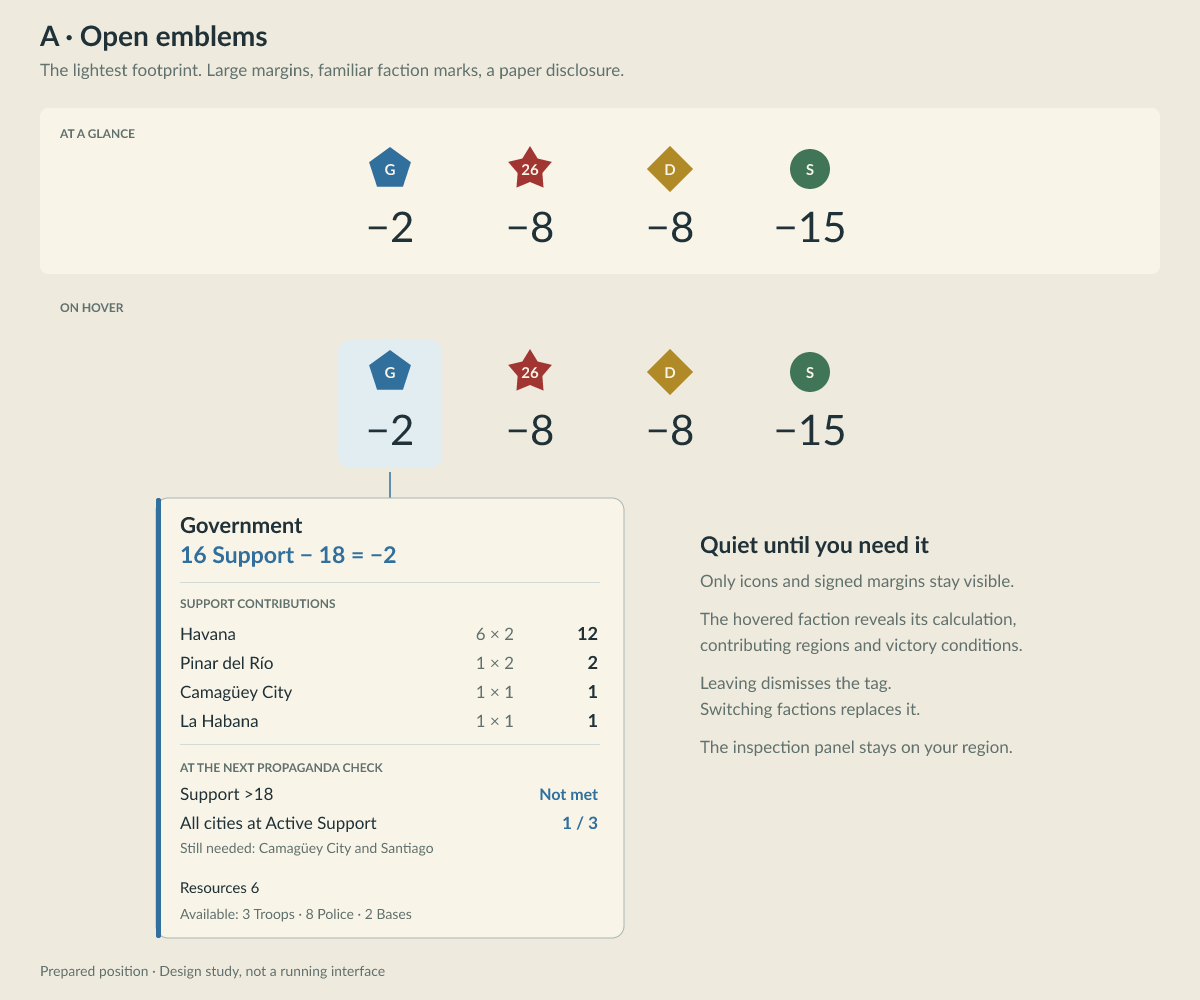 A · Open emblems
The lightest footprint. Large margins, familiar faction marks, a paper disclosure.
AT A GLANCE
G 26 D S
−2 −8 −8 −15
ON HOVER
G 26 D S
−2 −8 −8 −15
Government
16 Support − 18 = −2
SUPPORT CONTRIBUTIONS
Havana 6 × 2 12
Pinar del Río 1 × 2 2
Camagüey City 1 × 1 1
La Habana 1 × 1 1
AT THE NEXT PROPAGANDA CHECK
Support >18 Not met
All cities at Active Support 1 / 3
Still needed: Camagüey City and Santiago
Resources 6
Available: 3 Troops · 8 Police · 2 Bases
Quiet until you need it
Only icons and signed margins stay visible.
The hovered faction reveals its calculation,
contributing regions and victory conditions.
Leaving dismisses the tag.
Switching factions replaces it.
The inspection panel stays on your region.
Prepared position · Design study, not a running interface